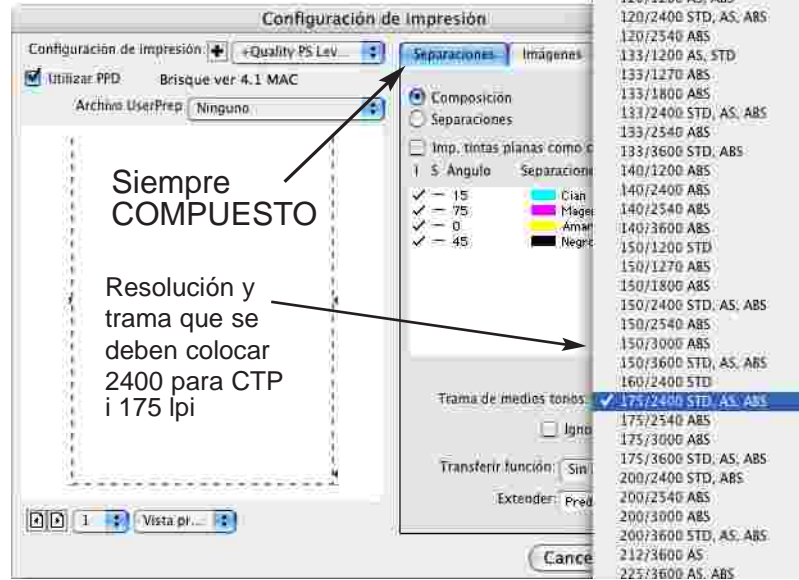 Configuración de Impresión
Configuración de impresión: +Quality PS Lev...
Utilizar PPD Brisque ver 4.1 MAC
Archivo UserPrep Ninguno
Siempre
COMPUESTO
Resolución y
trama que se
deben colocar
2400 para CTP
i 175 lpi
1 Vista pr...
Separaciones Imágenes
Composición
Separaciones
Imp. tintas planas como c
I S Ángulo Separacione
15 Cian
75 Mage
0 Amar
45 Negro
Trama de medios tonos:
Igno
Transferir función: Sin
Extender: Pred
Cance
120/2400 STD, AS, ABS
120/2540 ABS
133/1200 AS, STD
133/1270 ABS
133/1800 ABS
133/2400 STD, AS, ABS
133/2540 ABS
133/3600 STD, ABS
140/1200 ABS
140/2400 ABS
140/2540 ABS
140/3600 ABS
150/1200 STD
150/1270 ABS
150/1800 ABS
150/2400 STD, AS, ABS
150/2540 ABS
150/3000 ABS
150/3600 STD, AS, ABS
160/2400 STD
175/2400 STD, AS, ABS
175/2540 ABS
175/3000 ABS
175/3600 STD, AS, ABS
200/2400 STD, ABS
200/2540 ABS
200/3000 ABS
200/3600 STD, AS, ABS
212/3600 AS
225/3600 AS, ABS